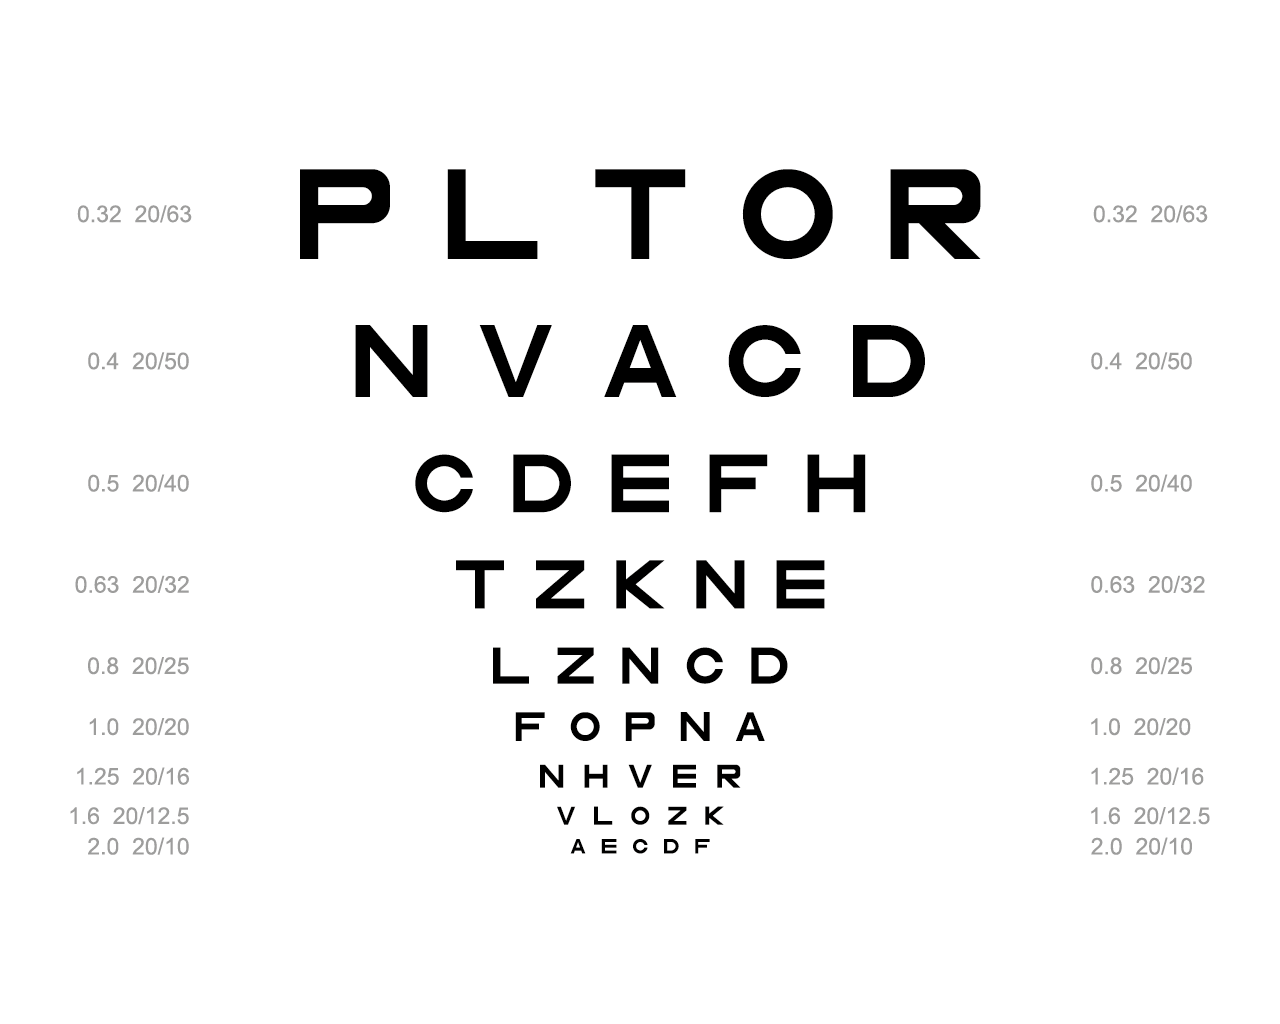 0.32 20/63 P L T O R 0.32 20/63
0.4 20/50 N V A C D 0.4 20/50
0.5 20/40 C D E F H 0.5 20/40
0.63 20/32 T Z K N E 0.63 20/32
0.8 20/25 L Z N C D 0.8 20/25
1.0 20/20 F O P N A 1.0 20/20
1.25 20/16 N H V E R 1.25 20/16
1.6 20/12.5 V L O Z K 1.6 20/12.5
2.0 20/10 A E C D F 2.0 20/10